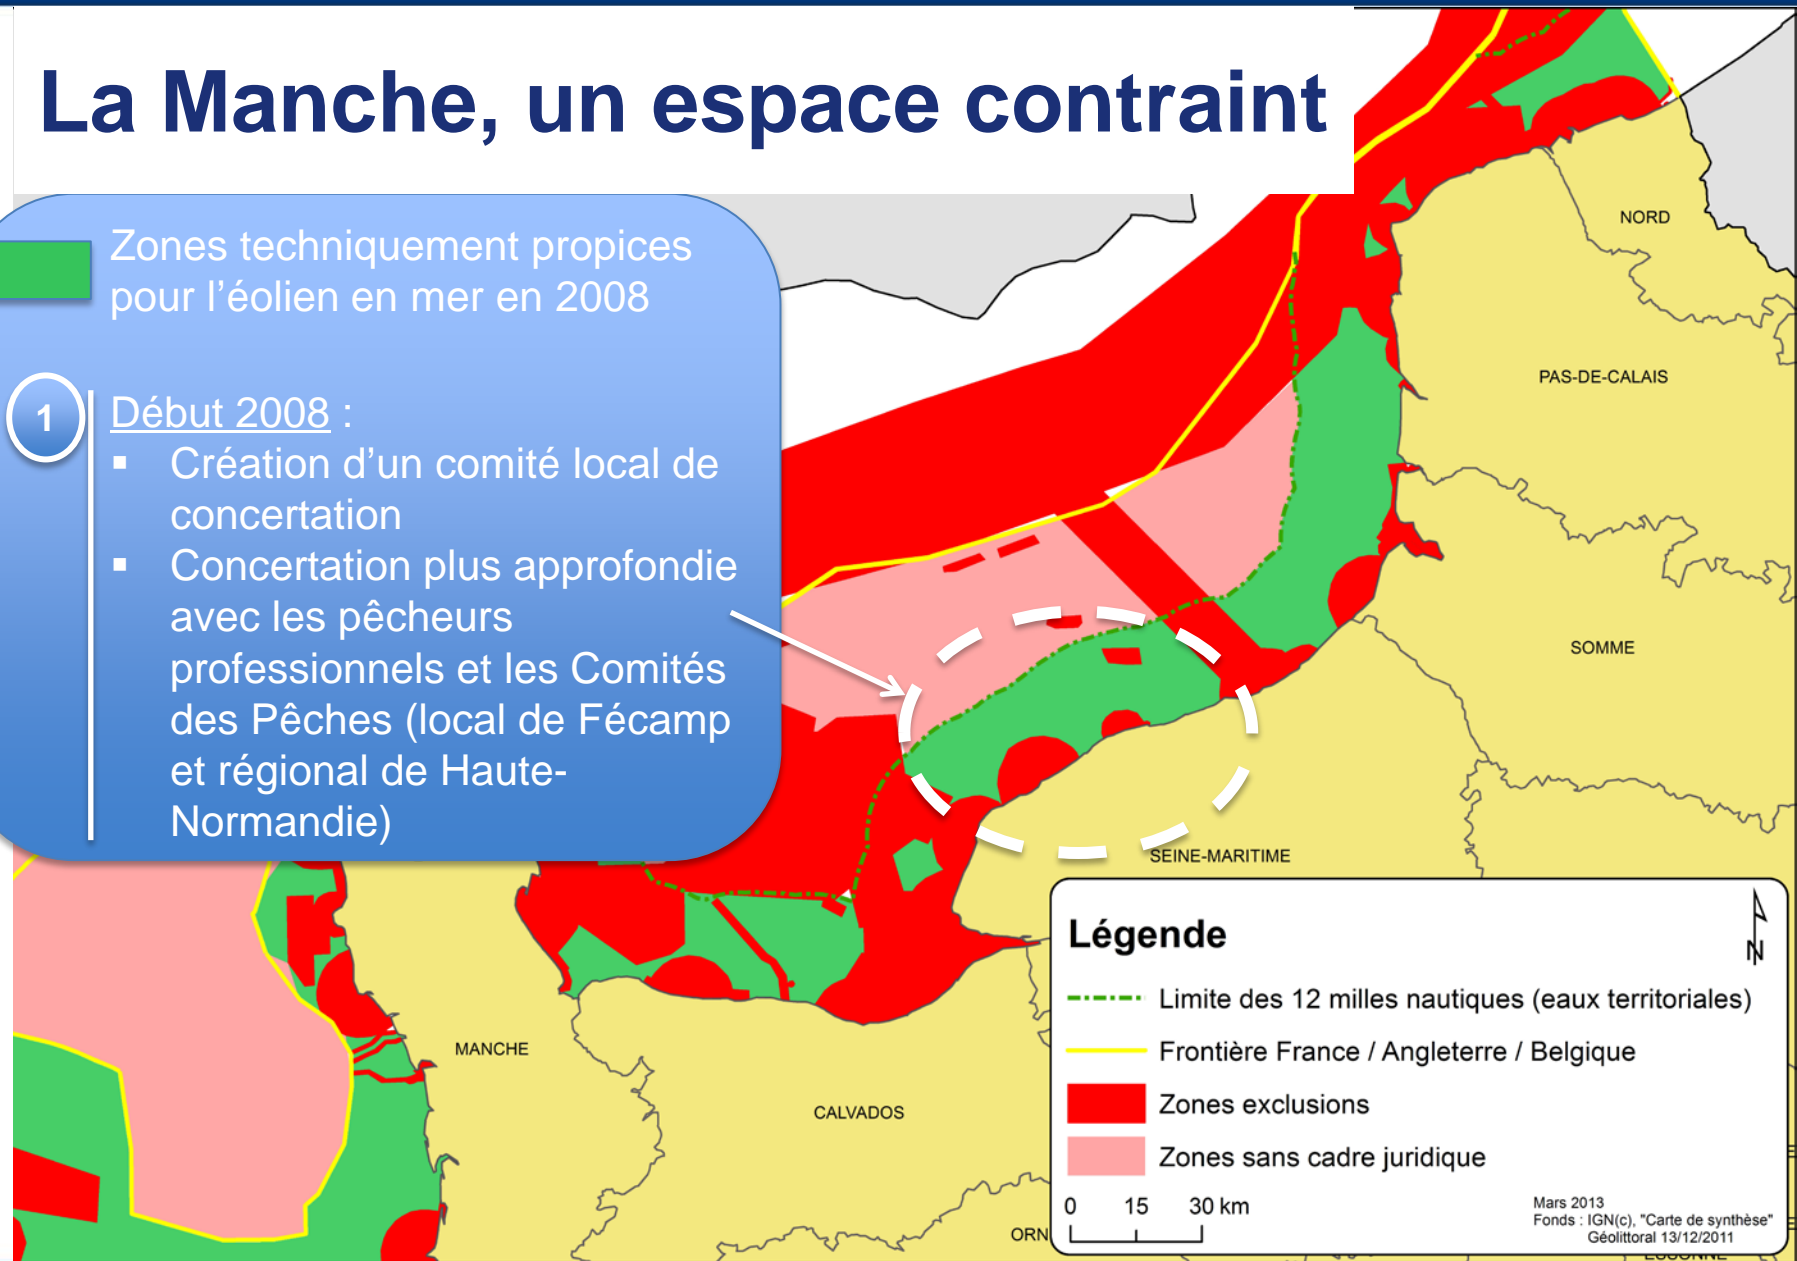 La Manche, un espace contraint
Zones techniquement propices
pour l’éolien en mer en 2008
1
Début 2008 :
▪ Création d’un comité local de
concertation
▪ Concertation plus approfondie
avec les pêcheurs
professionnels et les Comités
des Pêches (local de Fécamp
et régional de Haute-
Normandie)
NORD
PAS-DE-CALAIS
SOMME
SEINE-MARITIME
MANCHE
CALVADOS
ORN
Légende
N
Limite des 12 milles nautiques (eaux territoriales)
Frontière France / Angleterre / Belgique
Zones exclusions
Zones sans cadre juridique
0 15 30 km
Mars 2013
Fonds : IGN(c), "Carte de synthèse"
Géolittoral 13/12/2011